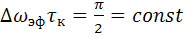 Δω_эф τ_к = π/2 = const